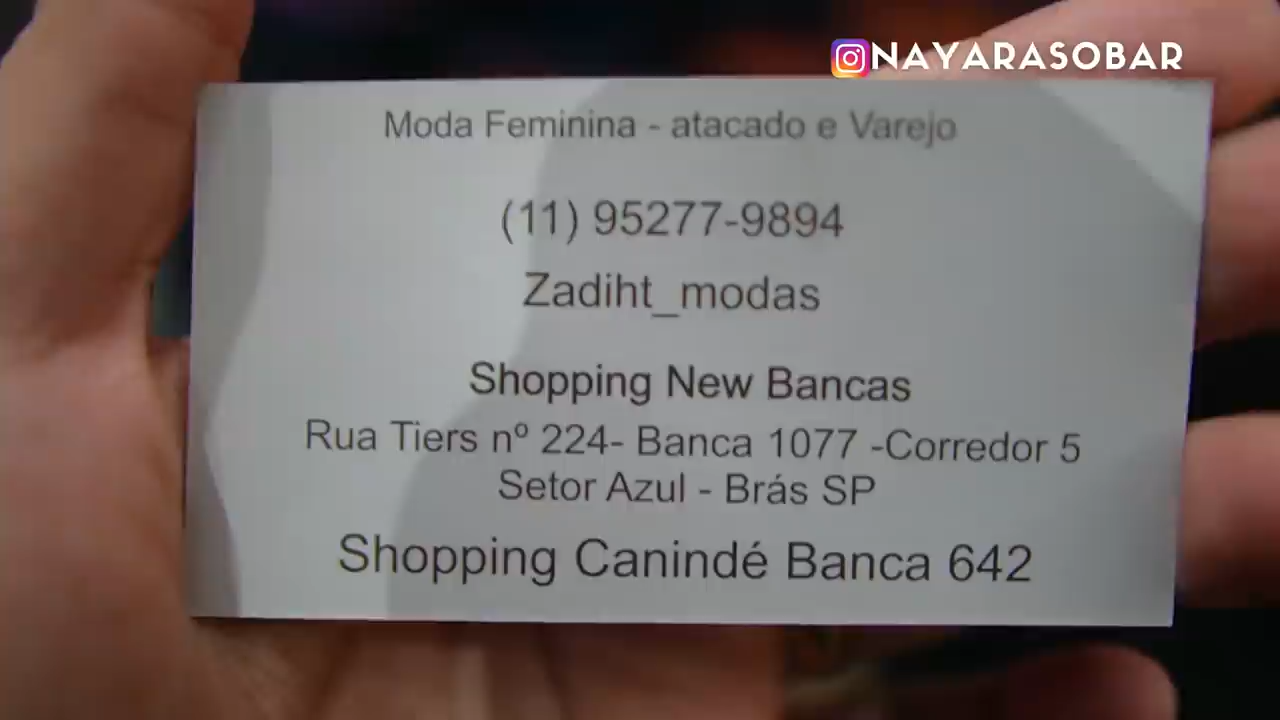 NAYARASOBAR
Moda Feminina - atacado e Varejo
(11) 95277-9894
Zadiht_modas
Shopping New Bancas
Rua Tiers nº 224- Banca 1077 -Corredor 5
Setor Azul - Brás SP
Shopping Canindé Banca 642